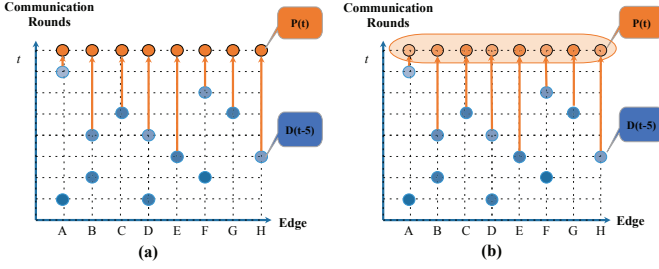 Communication
Rounds
P(t)
t
D(t-5)
A B C D E F G H
Edge
(a)
Communication
Rounds
P(t)
t
D(t-5)
A B C D E F G H
Edge
(b)